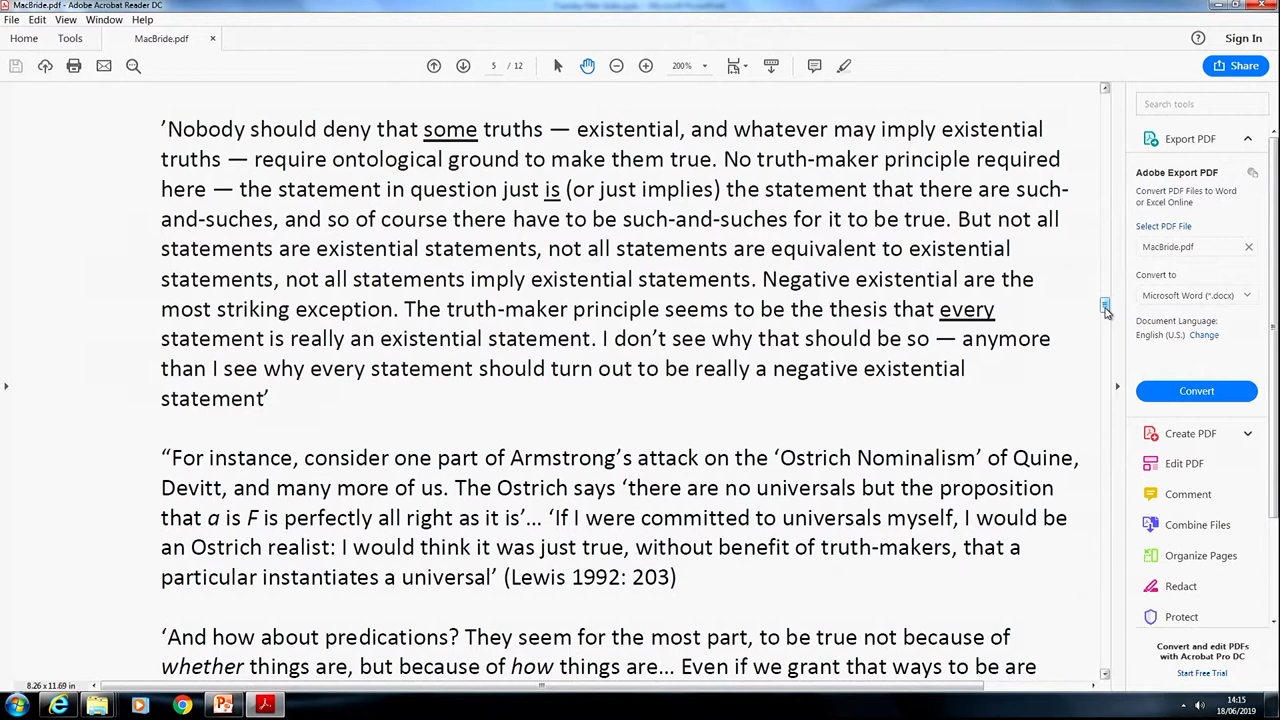 MacBride.pdf - Adobe Acrobat Reader DC
File Edit View Window Help
Home Tools MacBride.pdf × Sign In
5 / 12 200% Share
’Nobody should deny that some truths — existential, and whatever may imply existential
truths — require ontological ground to make them true. No truth-maker principle required
here — the statement in question just is (or just implies) the statement that there are such-
and-suches, and so of course there have to be such-and-suches for it to be true. But not all
statements are existential statements, not all statements are equivalent to existential
statements, not all statements imply existential statements. Negative existential are the
most striking exception. The truth-maker principle seems to be the thesis that every
statement is really an existential statement. I don’t see why that should be so — anymore
than I see why every statement should turn out to be really a negative existential
statement’
“For instance, consider one part of Armstrong’s attack on the ‘Ostrich Nominalism’ of Quine,
Devitt, and many more of us. The Ostrich says ‘there are no universals but the proposition
that a is F is perfectly all right as it is’... ‘If I were committed to universals myself, I would be
an Ostrich realist: I would think it was just true, without benefit of truth-makers, that a
particular instantiates a universal’ (Lewis 1992: 203)
‘And how about predications? They seem for the most part, to be true not because of
whether things are, but because of how things are... Even if we grant that ways to be are
Search tools
Export PDF
Adobe Export PDF
Convert PDF Files to Word
or Excel Online
Select PDF File
MacBride.pdf
Convert to
Microsoft Word (*.docx)
Document Language:
English (U.S.) Change
Convert
Create PDF
Edit PDF
Comment
Combine Files
Organize Pages
Redact
Protect
Convert and edit PDFs
with Acrobat Pro DC
Start Free Trial
8.26 x 11.69 in
14:15
18/06/2019